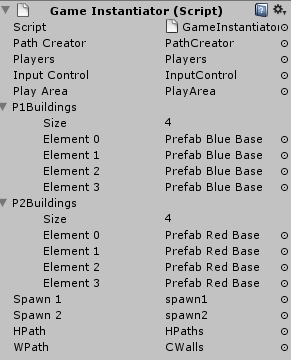 Game Instantiator (Script)
Script GameInstantiato
Path Creator PathCreator
Players Players
Input Control InputControl
Play Area PlayArea
P1Buildings
Size 4
Element 0 Prefab Blue Base
Element 1 Prefab Blue Base
Element 2 Prefab Blue Base
Element 3 Prefab Blue Base
P2Buildings
Size 4
Element 0 Prefab Red Base
Element 1 Prefab Red Base
Element 2 Prefab Red Base
Element 3 Prefab Red Base
Spawn 1 spawn1
Spawn 2 spawn2
HPath HPaths
WPath CWalls